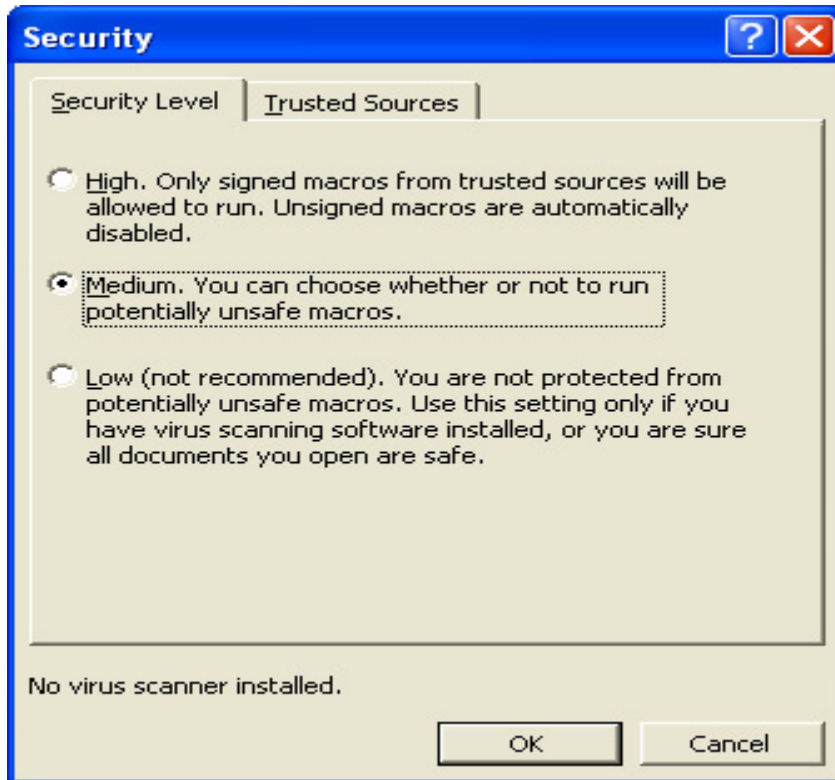 Security
Security Level
Trusted Sources
High. Only signed macros from trusted sources will be
allowed to run. Unsigned macros are automatically
disabled.
Medium. You can choose whether or not to run
potentially unsafe macros.
Low (not recommended). You are not protected from
potentially unsafe macros. Use this setting only if you
have virus scanning software installed, or you are sure
all documents you open are safe.
No virus scanner installed.
OK
Cancel